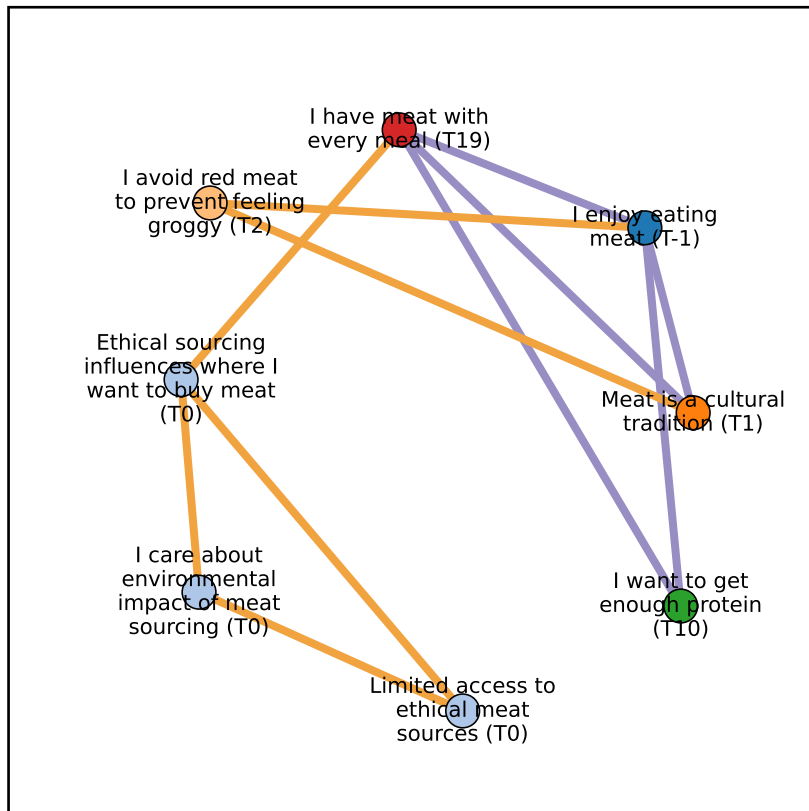 I have meat with
every meal (T19)
I avoid red meat
to prevent feeling
groggy (T2)
I enjoy eating
meat (T-1)
Ethical sourcing
influences where I
want to buy meat
(T0)
Meat is a cultural
tradition (T1)
I care about
environmental
impact of meat
sourcing (T0)
I want to get
enough protein
(T10)
Limited access to
ethical meat
sources (T0)